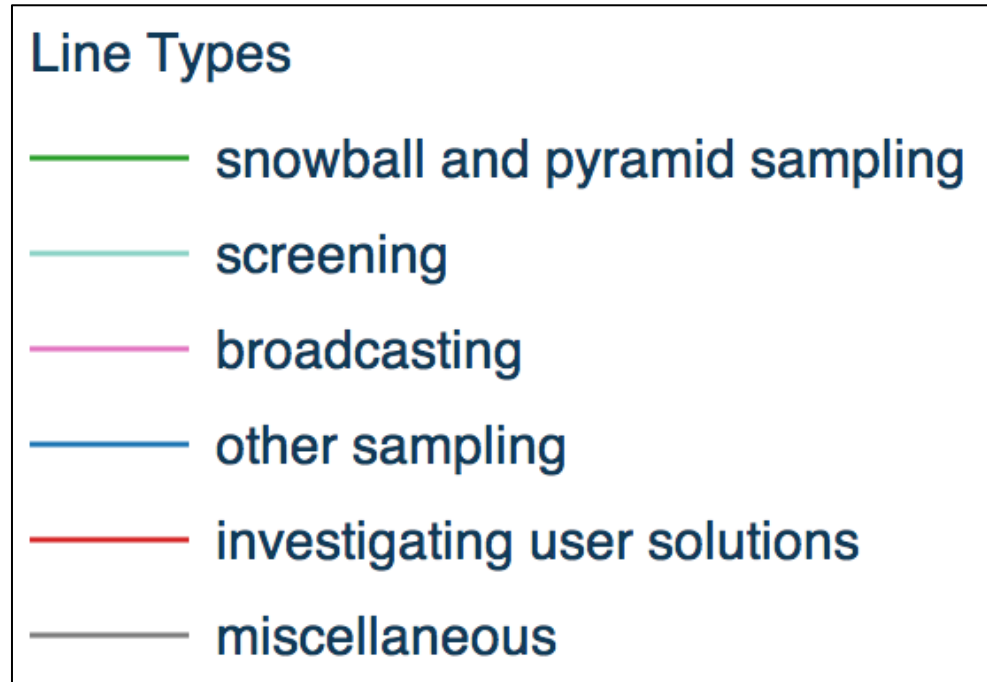 Line Types
snowball and pyramid sampling
screening
broadcasting
other sampling
investigating user solutions
miscellaneous